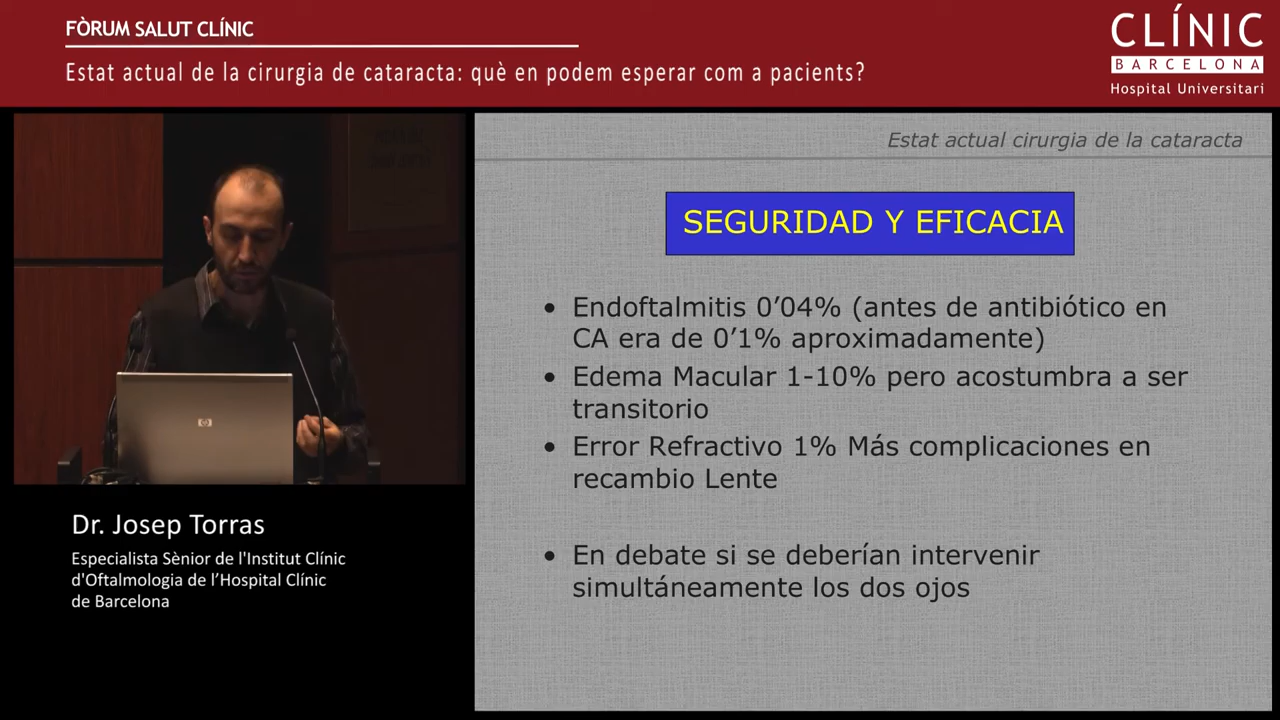 FÒRUM SALUT CLÍNIC
Estat actual de la cirurgia de cataracta: què en podem esperar com a pacients?
CLÍNIC
BARCELONA
Hospital Universitari
Estat actual cirurgia de la cataracta
SEGURIDAD Y EFICACIA
• Endoftalmitis 0’04% (antes de antibiótico en
CA era de 0’1% aproximadamente)
• Edema Macular 1-10% pero acostumbra a ser
transitorio
• Error Refractivo 1% Más complicaciones en
recambio Lente
• En debate si se deberían intervenir
simultáneamente los dos ojos
hp
Dr. Josep Torras
Especialista Sènior de l'Institut Clínic
d'Oftalmologia de l’Hospital Clínic
de Barcelona